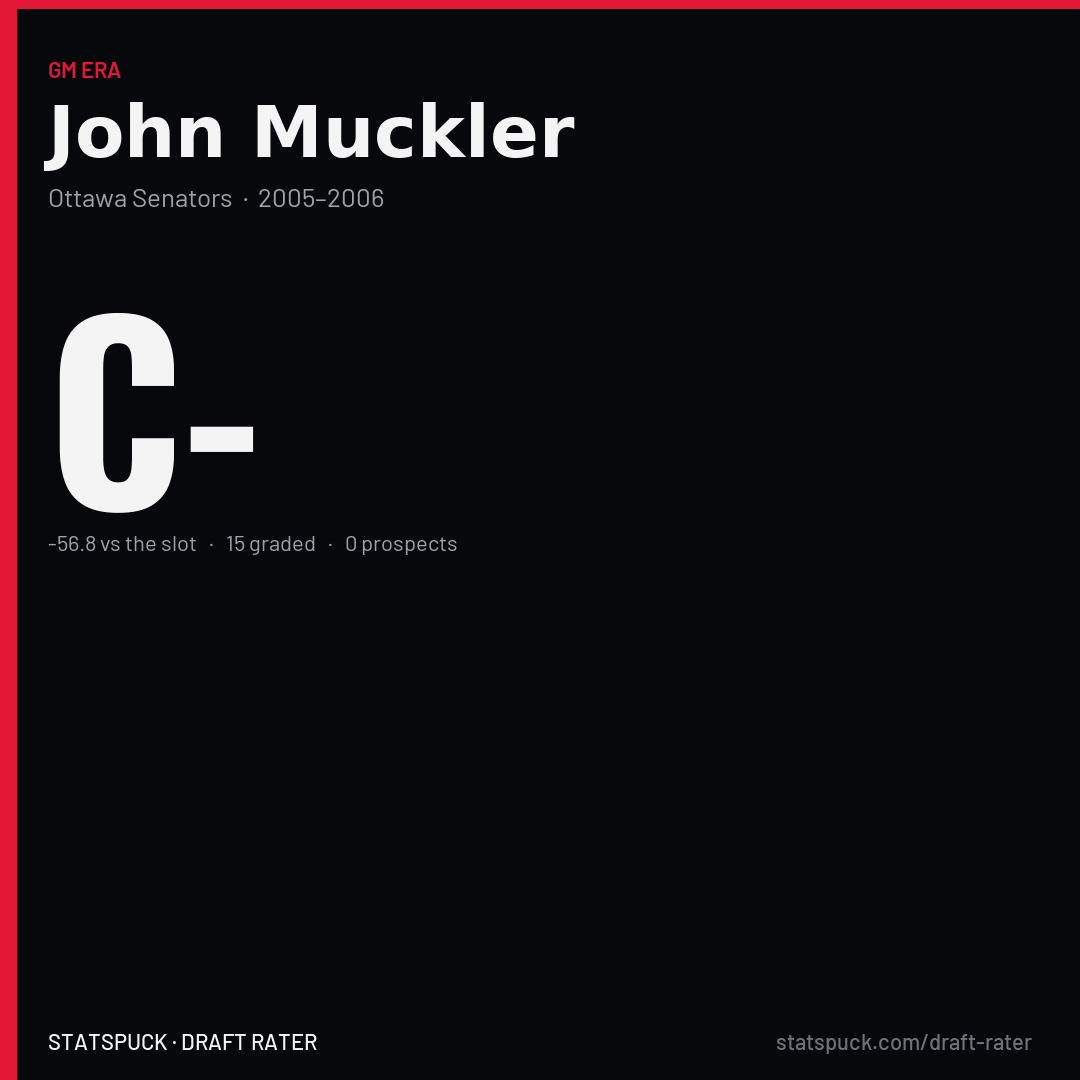 GM ERA
John Muckler
Ottawa Senators · 2005–2006
C-
-56.8 vs the slot · 15 graded · 0 prospects
STATSPUCK · DRAFT RATER
statspuck.com/draft-rater